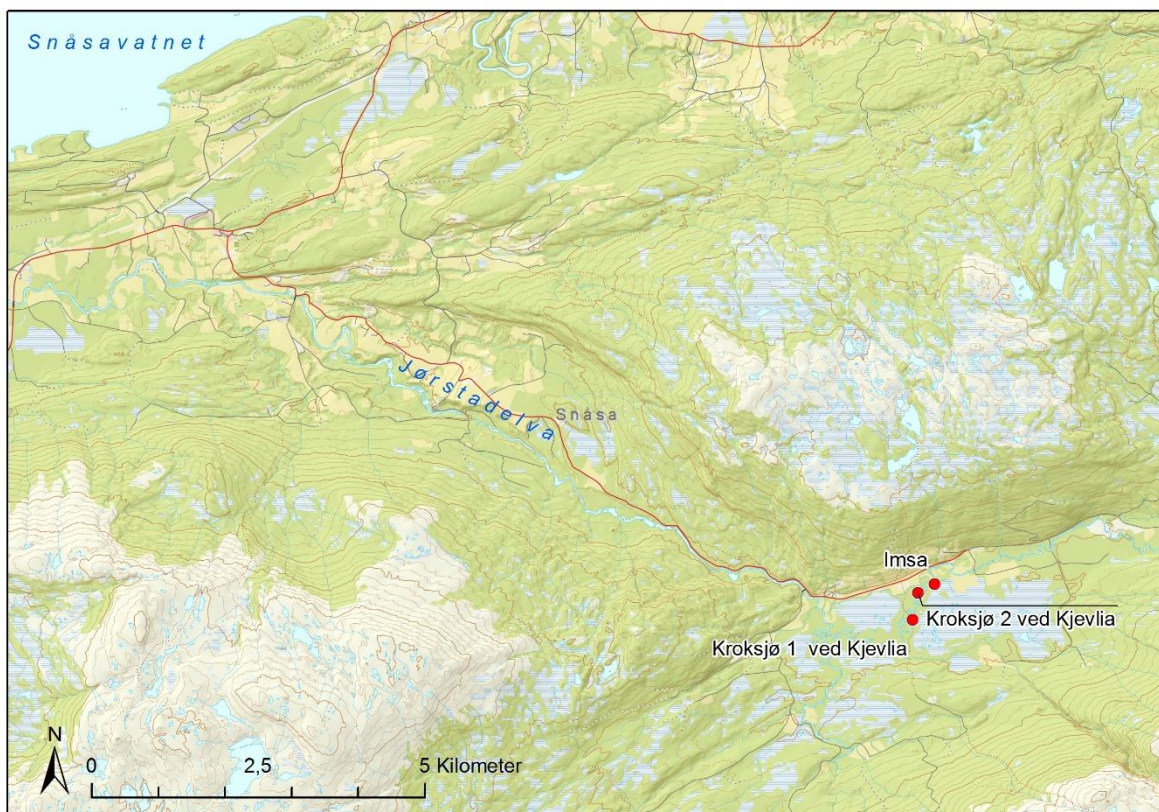 Snåsavatnet
Jørstadelva
Snåsa
Imsa
Kroksjø 2 ved Kjevlia
Kroksjø 1 ved Kjevlia
N
0 2,5 5 Kilometer